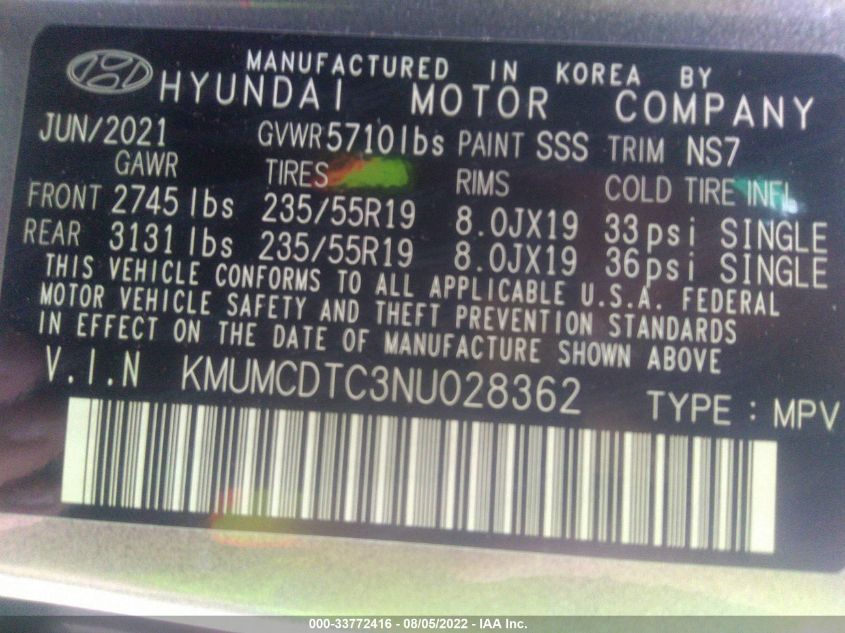 MANUFACTURED IN KOREA BY
HYUNDAI MOTOR COMPANY
JUN/2021 GVWR 5710lbs PAINT SSS TRIM NS7
GAWR TIRES RIMS COLD TIRE INFL
FRONT 2745 lbs 235/55R19 8.0JX19 33psi SINGLE
REAR 3131 lbs 235/55R19 8.0JX19 36psi SINGLE
THIS VEHICLE CONFORMS TO ALL APPLICABLE U.S.A. FEDERAL
MOTOR VEHICLE SAFETY AND THEFT PREVENTION STANDARDS
IN EFFECT ON THE DATE OF MANUFACTURE SHOWN ABOVE
V.I.N KMUMCDTC3NU028362 TYPE : MPV
000-33772416 - 08/05/2022 - IAA Inc.